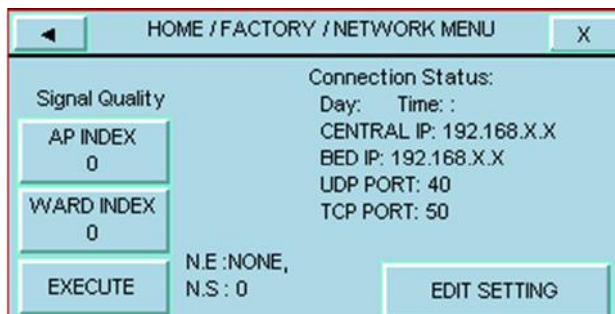 ◄ HOME / FACTORY / NETWORK MENU X
Signal Quality
AP INDEX
0
WARD INDEX
0
EXECUTE
Connection Status:
Day: Time: :
CENTRAL IP: 192.168.X.X
BED IP: 192.168.X.X
UDP PORT: 40
TCP PORT: 50
N.E :NONE,
N.S : 0
EDIT SETTING